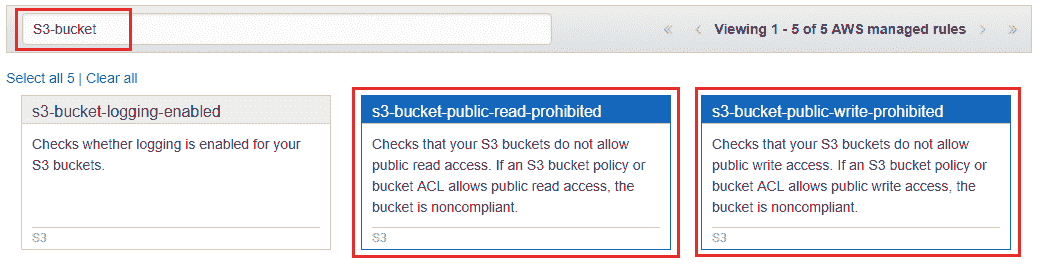 S3-bucket
« ‹ Viewing 1 - 5 of 5 AWS managed rules › »
Select all 5 | Clear all
s3-bucket-logging-enabled
Checks whether logging is enabled for your
S3 buckets.
S3
s3-bucket-public-read-prohibited
Checks that your S3 buckets do not allow
public read access. If an S3 bucket policy or
bucket ACL allows public read access, the
bucket is noncompliant.
S3
s3-bucket-public-write-prohibited
Checks that your S3 buckets do not allow
public write access. If an S3 bucket policy or
bucket ACL allows public write access, the
bucket is noncompliant.
S3